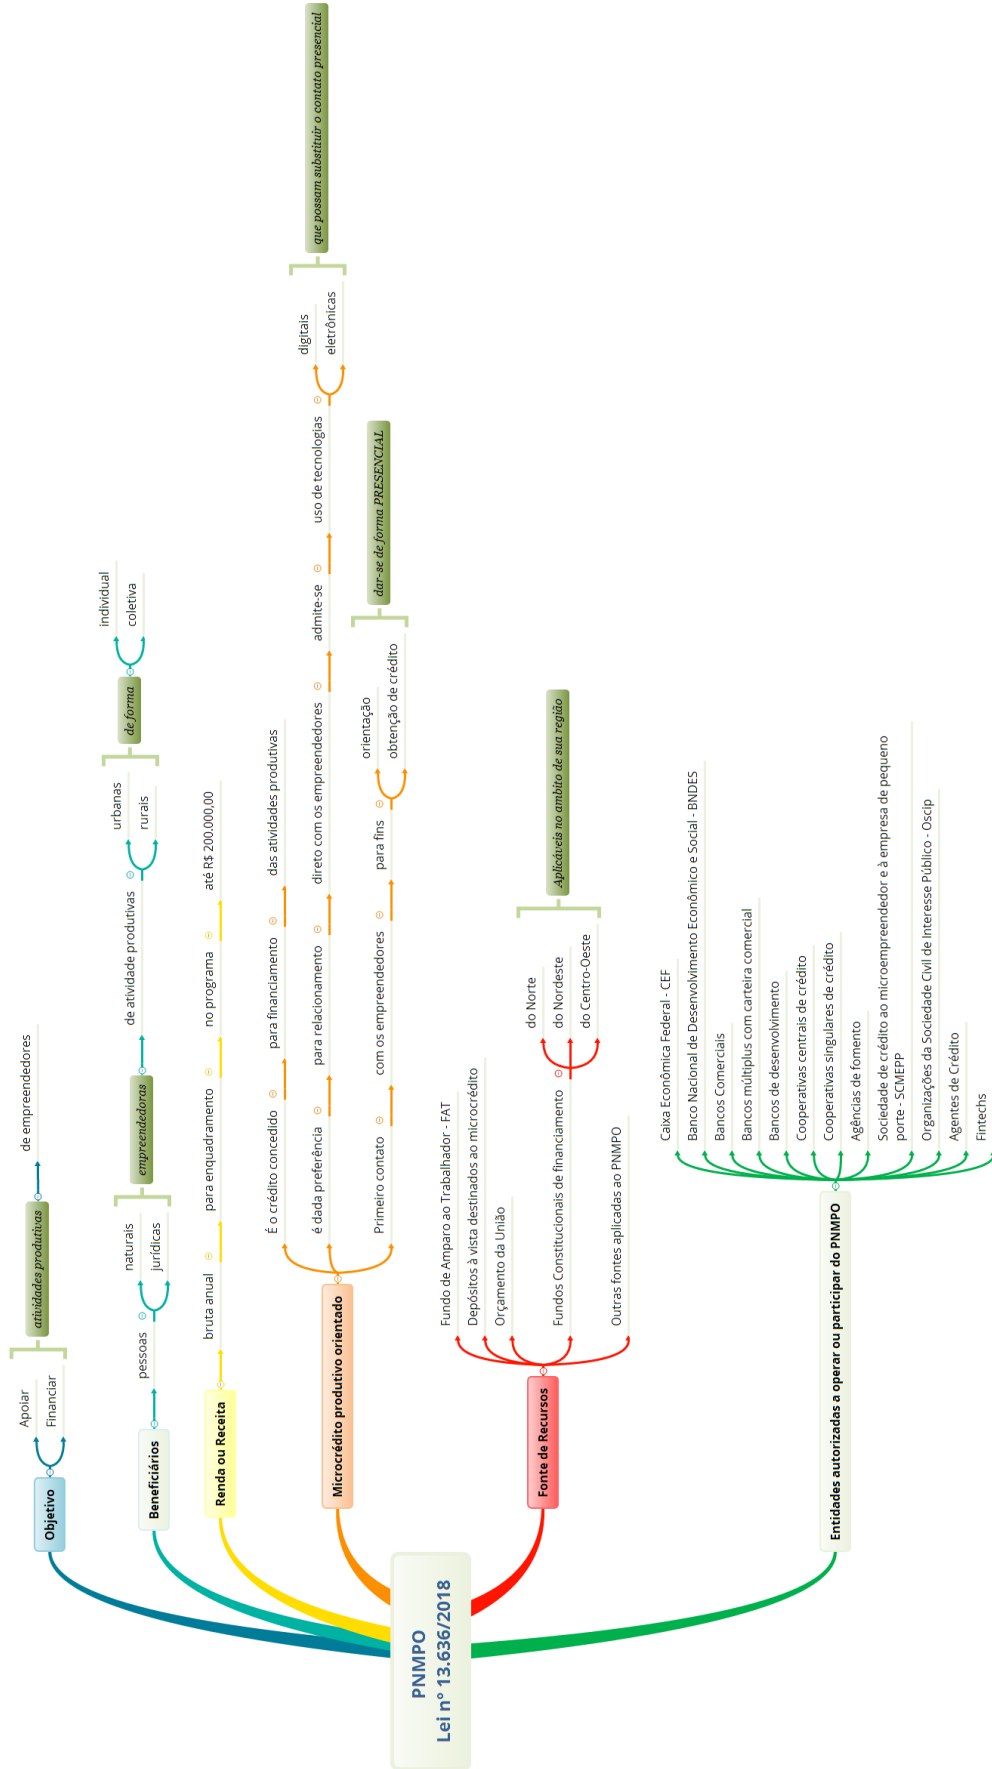 PNMPO
Lei n° 13.636/2018
Objetivo
Apoiar
Financiar
atividades produtivas
de empreendedores
Beneficiários
pessoas
naturais
jurídicas
empreendedoras
de atividade produtivas
urbanas
rurais
de forma
individual
coletiva
Renda ou Receita
bruta anual
para enquadramento
no programa
até R$ 200.000,00
Microcrédito produtivo orientado
É o crédito concedido
para financiamento
das atividades produtivas
é dada preferência
para relacionamento
direto com os empreendedores
admite-se
uso de tecnologias
digitais
eletrônicas
que possam substituir o contato presencial
Primeiro contato
com os empreendedores
para fins
orientação
obtenção de crédito
dar-se de forma PRESENCIAL
Fonte de Recursos
Fundo de Amparo ao Trabalhador - FAT
Depósitos à vista destinados ao microcrédito
Orçamento da União
Fundos Constitucionais de financiamento
do Norte
do Nordeste
do Centro-Oeste
Aplicáveis no ambito de sua região
Outras fontes aplicadas ao PNMPO
Entidades autorizadas a operar ou participar do PNMPO
Caixa Econômica Federal - CEF
Banco Nacional de Desenvolvimento Econômico e Social - BNDES
Bancos Comerciais
Bancos múltiplus com carteira comercial
Bancos de desenvolvimento
Cooperativas centrais de crédito
Cooperativas singulares de crédito
Agências de fomento
Sociedade de crédito ao microempreendedor e à empresa de pequeno
porte - SCMEPP
Organizações da Sociedade Civil de Interesse Público - Oscip
Agentes de Crédito
Fintechs